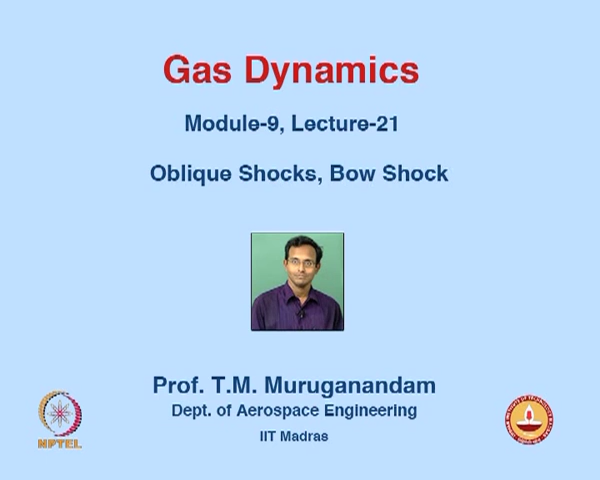 Gas Dynamics
Module-9, Lecture-21
Oblique Shocks, Bow Shock
Prof. T.M. Muruganandam
Dept. of Aerospace Engineering
IIT Madras
NPTEL